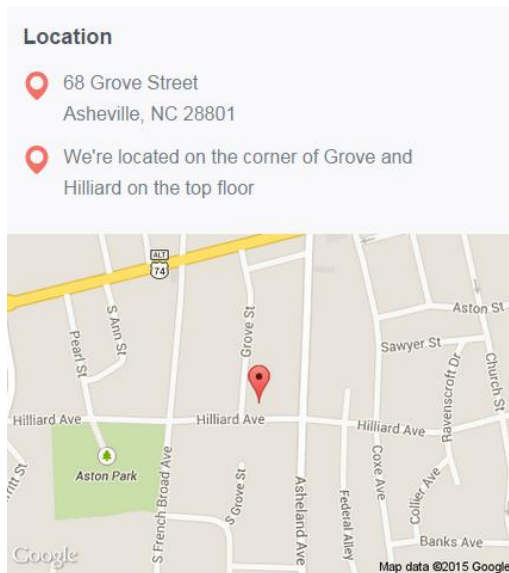 Location
68 Grove Street
Asheville, NC 28801
We're located on the corner of Grove and
Hilliard on the top floor
ALT
74
S Ann St
Pearl St
Grove St
Aston St
Sawyer St
Ravenscroft Dr
Church St
Hilliard Ave
Hilliard Ave
Hilliard Ave
Aston Park
S French Broad Ave
S Grove St
Asheland Ave
Federal Alley
Coxe Ave
Collier Ave
Banks Ave
Google
Map data ©2015 Google